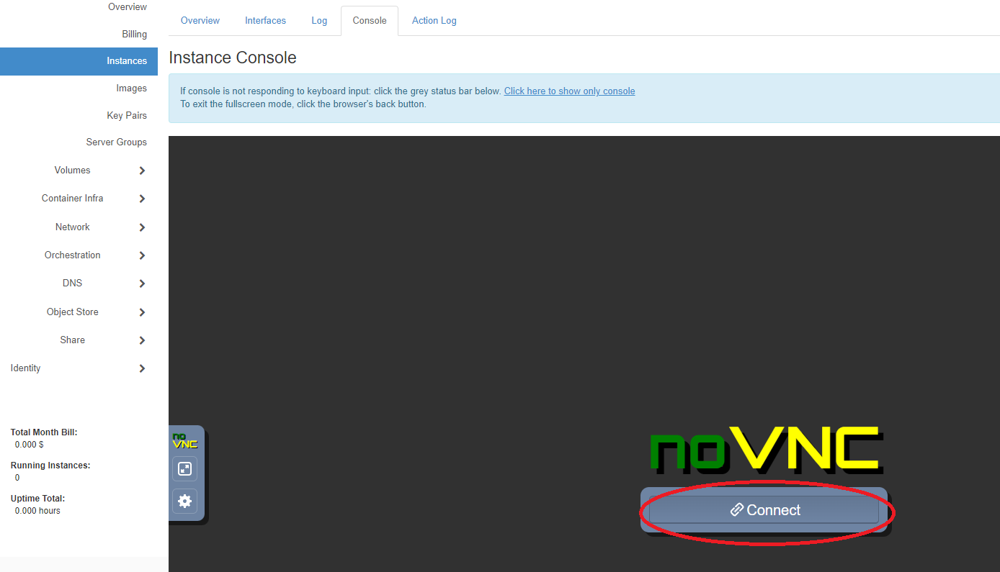 Overview
Billing
Instances
Images
Key Pairs
Server Groups
Volumes
Container Infra
Network
Orchestration
DNS
Object Store
Share
Identity
Total Month Bill:
0.000 $
Running Instances:
0
Uptime Total:
0.000 hours
Overview Interfaces Log Console Action Log
Instance Console
If console is not responding to keyboard input: click the grey status bar below. Click here to show only console
To exit the fullscreen mode, click the browser's back button.
no
VNC
noVNC
Connect